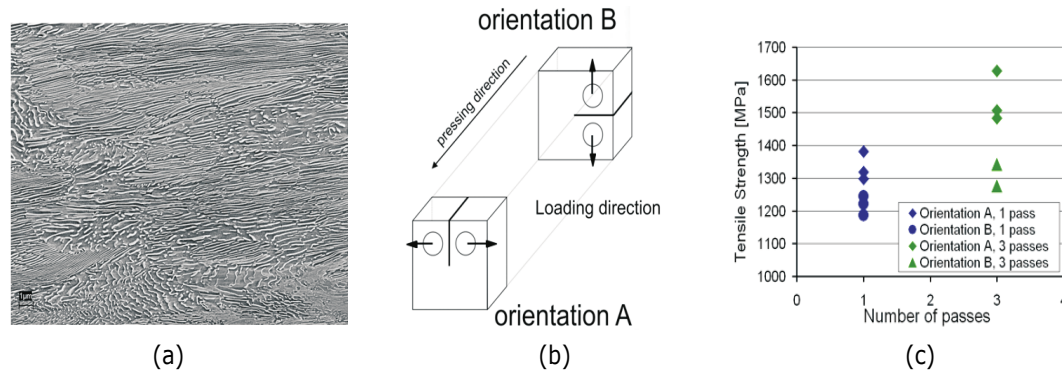 1µm
(a)
orientation B
pressing direction
Loading direction
orientation A
(b)
Tensile Strength [MPa]
1700
1600
1500
1400
1300
1200
1100
1000
Orientation A, 1 pass
Orientation B, 1 pass
Orientation A, 3 passes
Orientation B, 3 passes
0
1
2
3
4
Number of passes
(c)